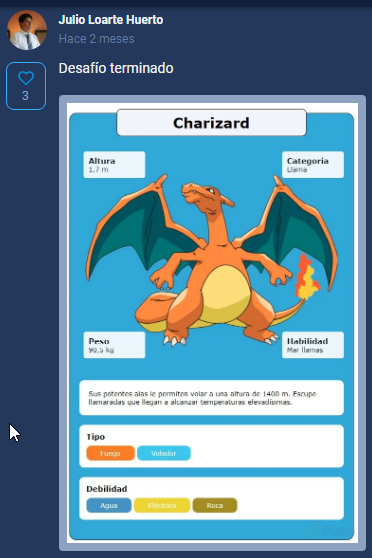 Julio Loarte Huerto
Hace 2 meses
3
Desafío terminado
Charizard
Altura
1,7 m
Categoria
Llama
Peso
90,5 kg
Habilidad
Mar llamas
Sus potentes alas le permiten volar a una altura de 1400 m. Escupe
llamaradas que llegan a alcanzar temperaturas elevadísimas.
Tipo
Fuego
Volador
Debilidad
Agua
Eléctrico
Roca